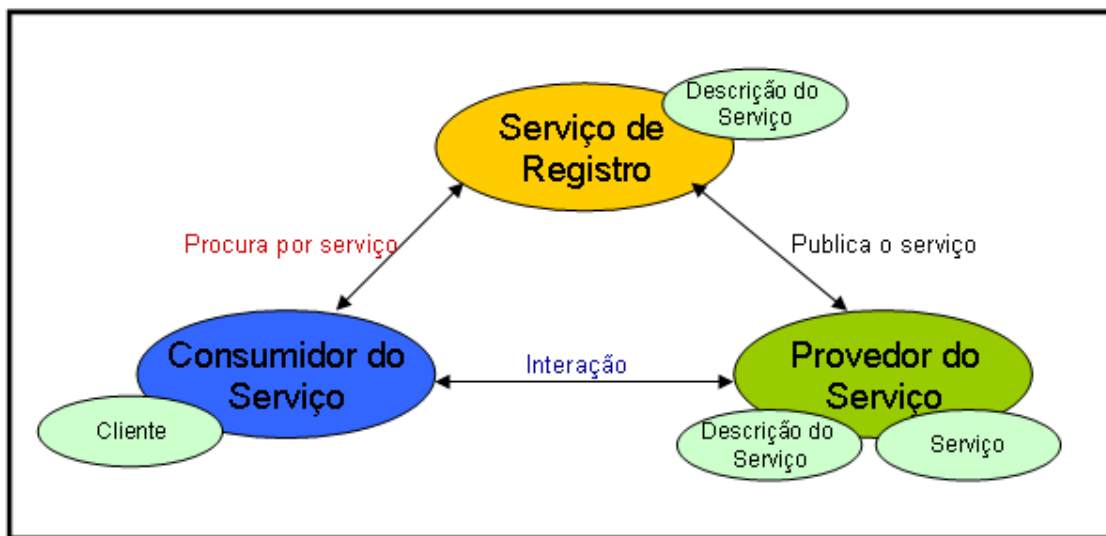 Descrição do
Serviço
Serviço de
Registro
Procura por serviço
Publica o serviço
Consumidor do
Serviço
Interação
Provedor do
Serviço
Cliente
Descrição do
Serviço
Serviço